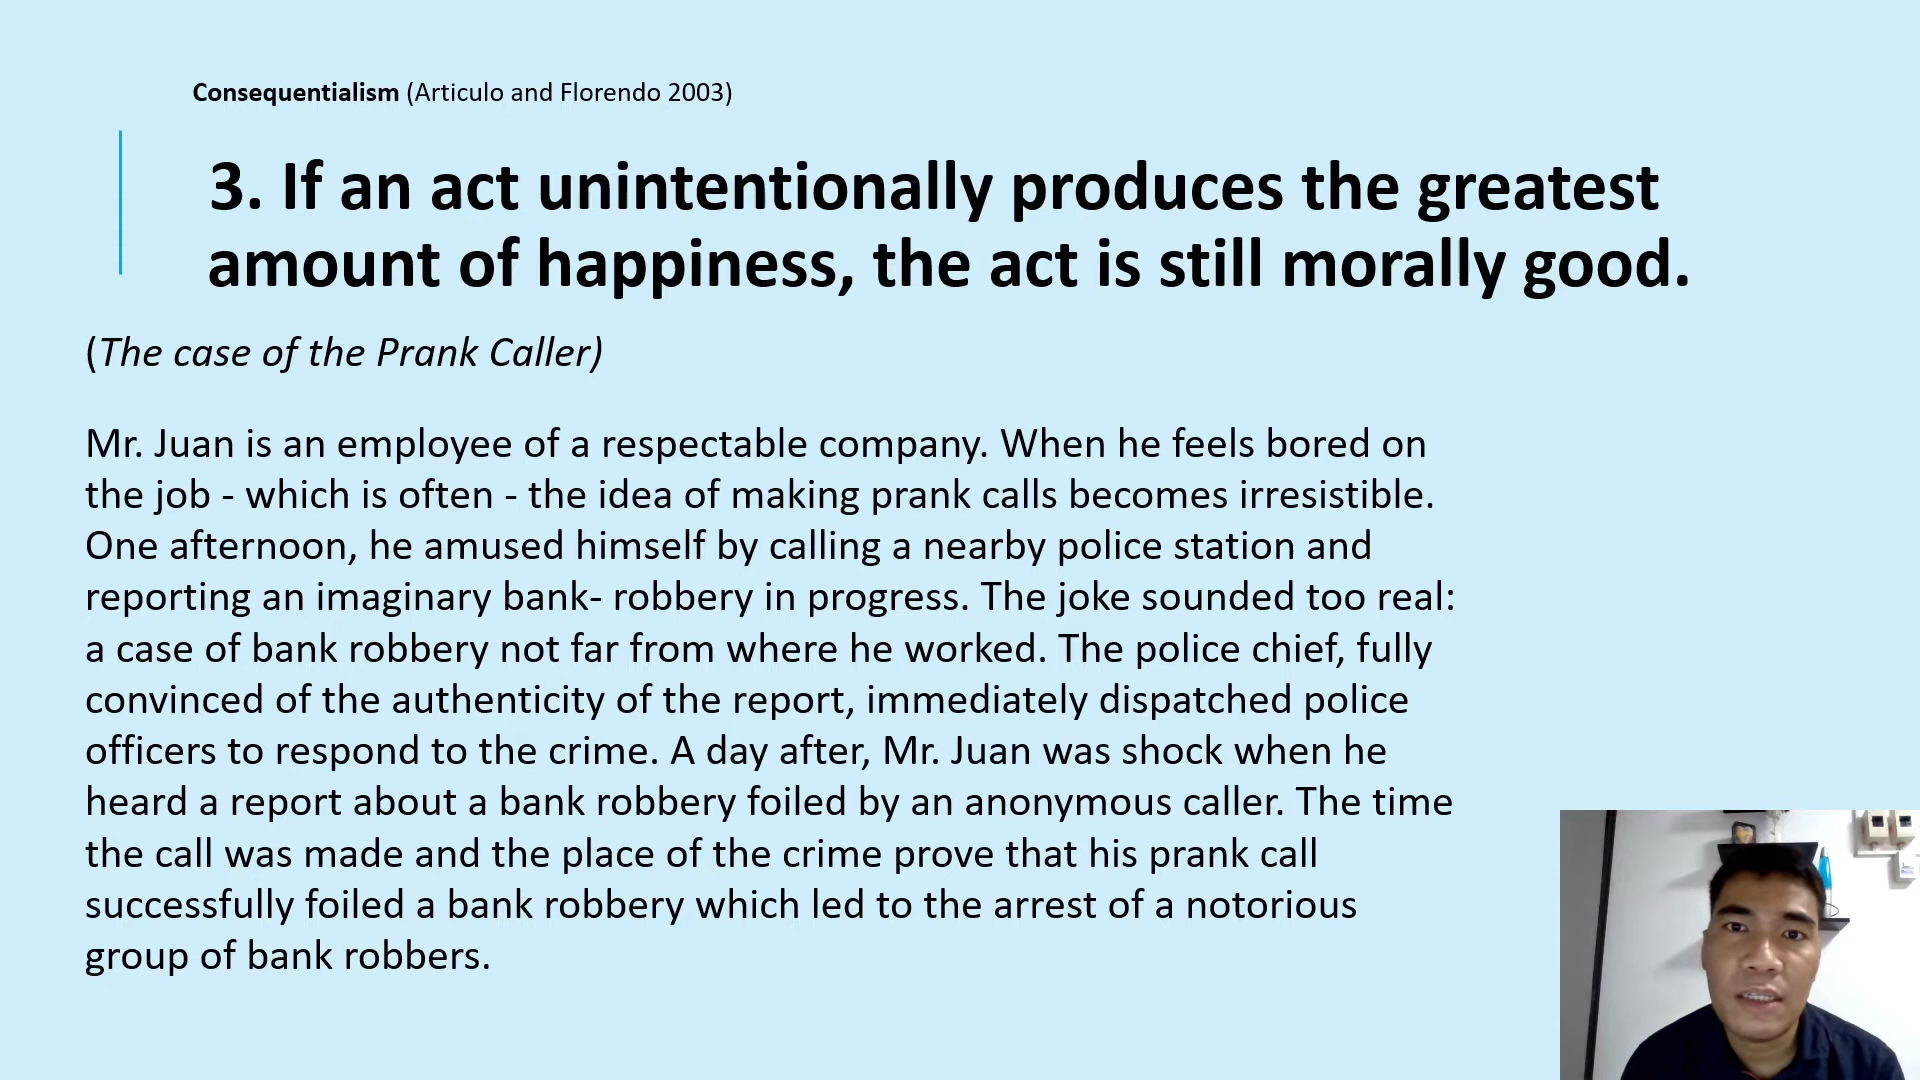 Consequentialism (Articulo and Florendo 2003)
3. If an act unintentionally produces the greatest
amount of happiness, the act is still morally good.
(The case of the Prank Caller)
Mr. Juan is an employee of a respectable company. When he feels bored on
the job - which is often - the idea of making prank calls becomes irresistible.
One afternoon, he amused himself by calling a nearby police station and
reporting an imaginary bank- robbery in progress. The joke sounded too real:
a case of bank robbery not far from where he worked. The police chief, fully
convinced of the authenticity of the report, immediately dispatched police
officers to respond to the crime. A day after, Mr. Juan was shock when he
heard a report about a bank robbery foiled by an anonymous caller. The time
the call was made and the place of the crime prove that his prank call
successfully foiled a bank robbery which led to the arrest of a notorious
group of bank robbers.